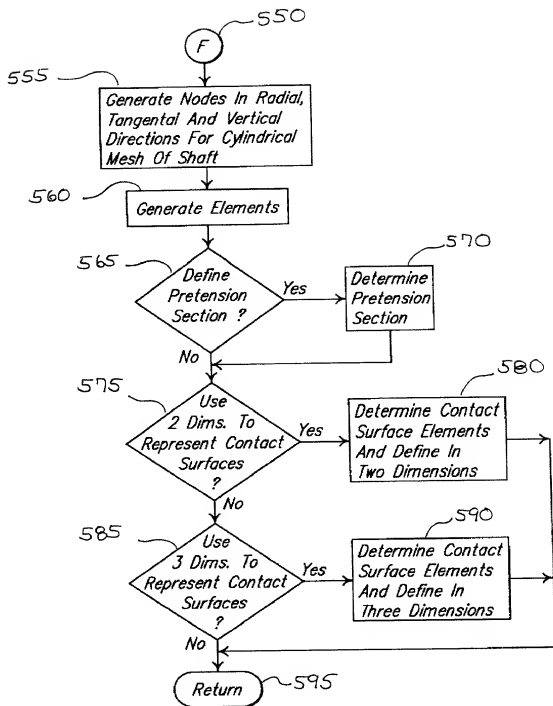 550
F
555
Generate Nodes In Radial,
Tangental And Vertical
Directions For Cylindrical
Mesh Of Shaft
560
Generate Elements
565
Define
Pretension
Section ?
Yes
570
Determine
Pretension
Section
No
575
Use
2 Dims. To
Represent Contact
Surfaces
?
Yes
580
Determine Contact
Surface Elements
And Define In
Two Dimensions
No
585
Use
3 Dims. To
Represent Contact
Surfaces
?
Yes
590
Determine Contact
Surface Elements
And Define In
Three Dimensions
No
Return
595